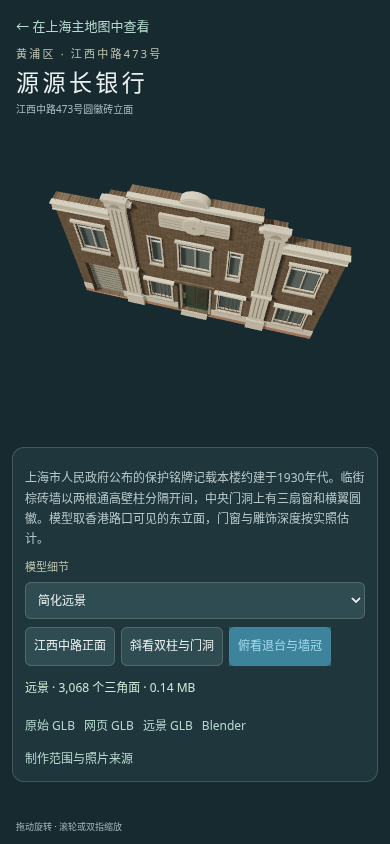 ← 在上海主地图中查看
黄浦区 · 江西中路473号
源源长银行
江西中路473号圆徽砖立面
上海市人民政府公布的保护铭牌记载本楼约建于1930年代。临街
棕砖墙以两根通高壁柱分隔开间，中央门洞上有三扇窗和横翼圆
徽。模型取香港路口可见的东立面，门窗与雕饰深度按实照估
计。
模型细节
简化远景
江西中路正面 斜看双柱与门洞 俯看退台与墙冠
远景 · 3,068 个三角面 · 0.14 MB
原始 GLB 网页 GLB 远景 GLB Blender
制作范围与照片来源
拖动旋转 · 滚轮或双指缩放